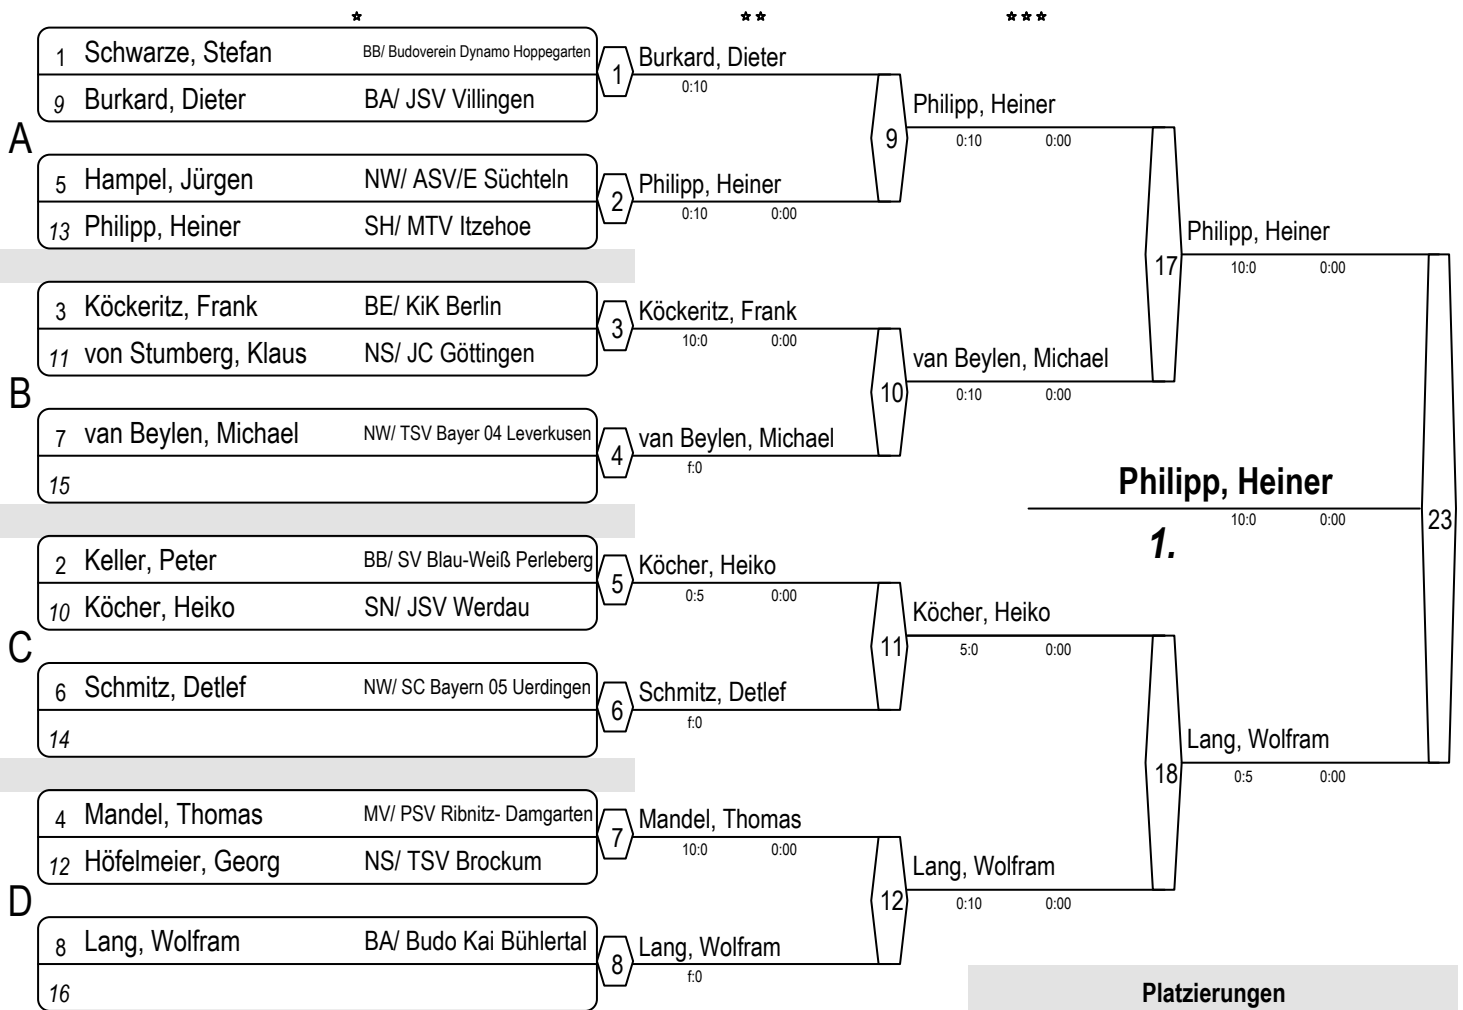 * ** ***
1 Schwarze, Stefan BB/ Budoverein Dynamo Hoppegarten
9 Burkard, Dieter BA/ JSV Villingen
1 Burkard, Dieter
0:10
A
5 Hampel, Jürgen NW/ ASV/E Süchteln
13 Philipp, Heiner SH/ MTV Itzehoe
2 Philipp, Heiner
0:10 0:00
9 Philipp, Heiner
0:10 0:00
3 Köckeritz, Frank BE/ KiK Berlin
11 von Stumberg, Klaus NS/ JC Göttingen
3 Köckeritz, Frank
10:0 0:00
B
7 van Beylen, Michael NW/ TSV Bayer 04 Leverkusen
15
4 van Beylen, Michael
f:0
10 van Beylen, Michael
0:10 0:00
17 Philipp, Heiner
10:0 0:00
2 Keller, Peter BB/ SV Blau-Weiß Perleberg
10 Köcher, Heiko SN/ JSV Werdau
5 Köcher, Heiko
0:5 0:00
C
6 Schmitz, Detlef NW/ SC Bayern 05 Uerdingen
14
6 Schmitz, Detlef
f:0
11 Köcher, Heiko
5:0 0:00
4 Mandel, Thomas MV/ PSV Ribnitz- Damgarten
12 Höfelmeier, Georg NS/ TSV Brockum
7 Mandel, Thomas
10:0 0:00
D
8 Lang, Wolfram BA/ Budo Kai Bühlertal
16
8 Lang, Wolfram
f:0
12 Lang, Wolfram
0:10 0:00
18 Lang, Wolfram
0:5 0:00
Philipp, Heiner
10:0 0:00
23
1.
Platzierungen